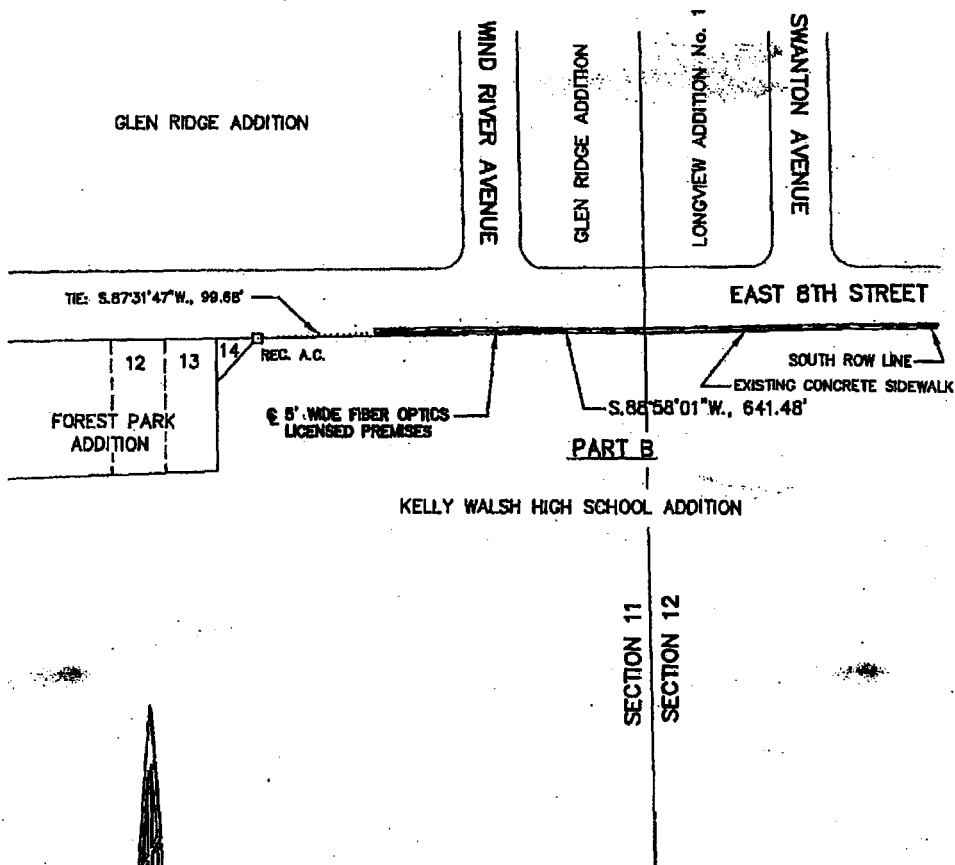 WIND RIVER AVENUE
GLEN RIDGE ADDITION
LONGVIEW ADDITION No. 1
SWANTON AVENUE
GLEN RIDGE ADDITION
TIE: S.87°31'47"W., 99.68'
EAST 8TH STREET
12
13
14
REC. A.C.
SOUTH ROW LINE
EXISTING CONCRETE SIDEWALK
FOREST PARK
ADDITION
℄ 5' WIDE FIBER OPTICS
LICENSED PREMISES
S.88°58'01"W., 641.48'
PART B
KELLY WALSH HIGH SCHOOL ADDITION
SECTION 11
SECTION 12